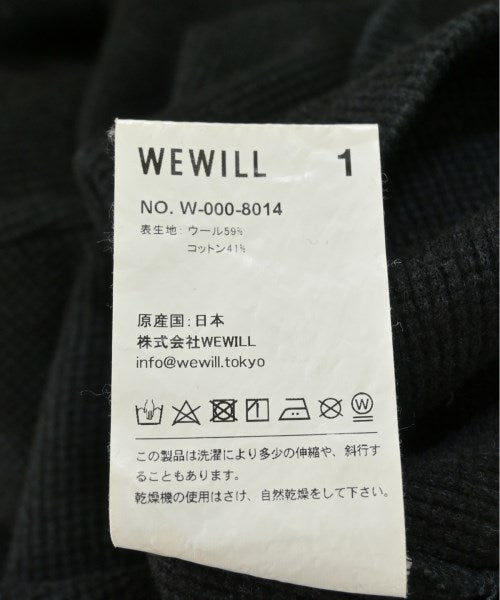 WEWILL 1
NO. W-000-8014
表生地: ウール59%
コットン41%
原産国:日本
株式会社WEWILL
info@wewill.tokyo
W
この製品は洗濯により多少の伸縮や、斜行す
ることもあります。
乾燥機の使用はさけ、自然乾燥をして下さい。